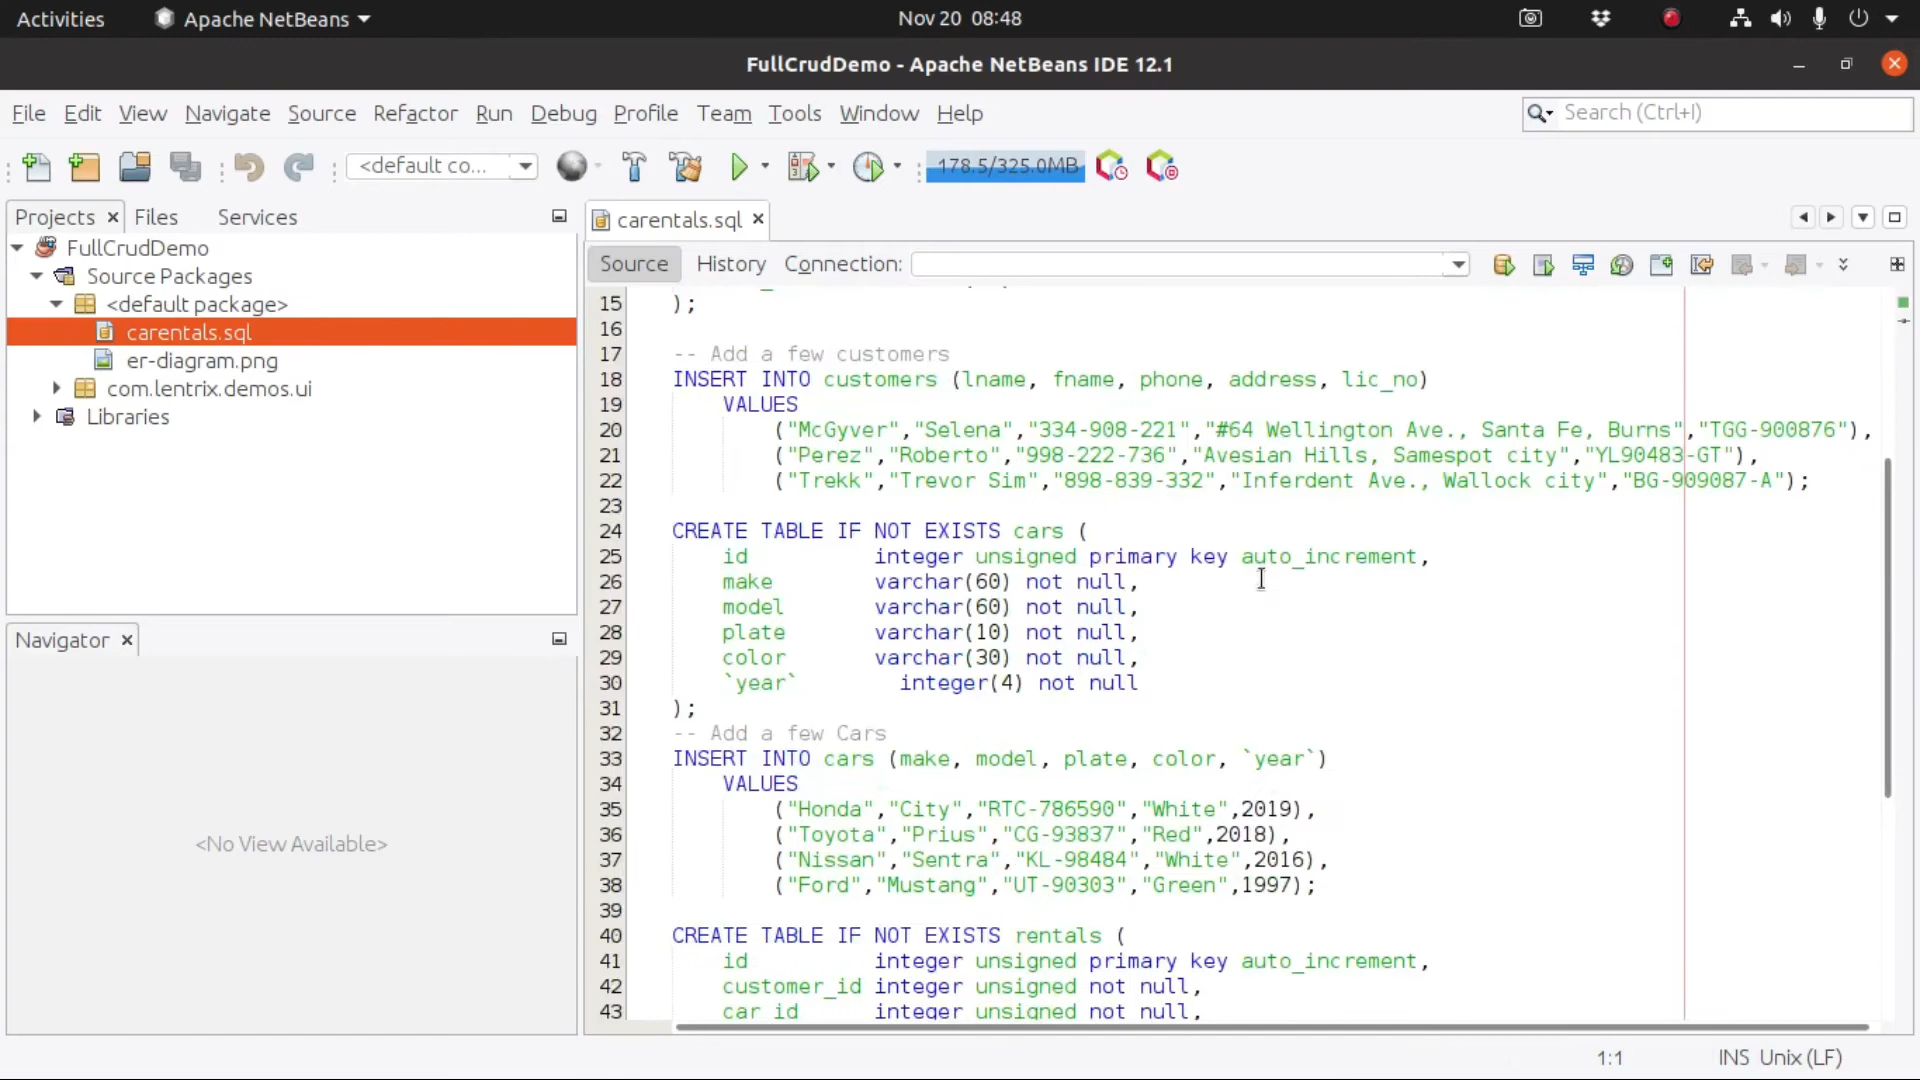 Activities Apache NetBeans Nov 20 08:48
FullCrudDemo - Apache NetBeans IDE 12.1
File Edit View Navigate Source Refactor Run Debug Profile Team Tools Window Help Search (Ctrl+I)
<default co... 178.5/325.0MB
Projects Files Services carentals.sql
Source History Connection:
FullCrudDemo
Source Packages
<default package>
carentals.sql
er-diagram.png
com.lentrix.demos.ui
Libraries
Navigator
<No View Available>
15 );
16
17 -- Add a few customers
18 INSERT INTO customers (lname, fname, phone, address, lic_no)
19 VALUES
20 ("McGyver","Selena","334-908-221","#64 Wellington Ave., Santa Fe, Burns","TGG-900876"),
21 ("Perez","Roberto","998-222-736","Avesian Hills, Samespot city","YL90483-GT"),
22 ("Trekk","Trevor Sim","898-839-332","Inferdent Ave., Wallock city","BG-909087-A");
23
24 CREATE TABLE IF NOT EXISTS cars (
25 id integer unsigned primary key auto_increment,
26 make varchar(60) not null,
27 model varchar(60) not null,
28 plate varchar(10) not null,
29 color varchar(30) not null,
30 `year` integer(4) not null
31 );
32 -- Add a few Cars
33 INSERT INTO cars (make, model, plate, color, `year`)
34 VALUES
35 ("Honda","City","RTC-786590","White",2019),
36 ("Toyota","Prius","CG-93837","Red",2018),
37 ("Nissan","Sentra","KL-98484","White",2016),
38 ("Ford","Mustang","UT-90303","Green",1997);
39
40 CREATE TABLE IF NOT EXISTS rentals (
41 id integer unsigned primary key auto_increment,
42 customer_id integer unsigned not null,
43 car_id integer unsigned not null,
1:1 INS Unix (LF)